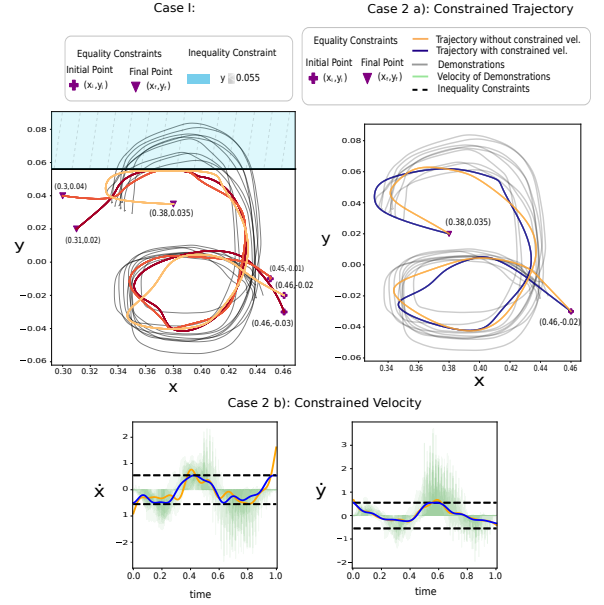 Case I:
Case 2 a): Constrained Trajectory
Equality Constraints
Inequality Constraint
Initial Point
Final Point
(xᵢ,yᵢ)
(x_f,y_f)
y 0.055
Equality Constraints
Initial Point
Final Point
(xᵢ,yᵢ)
(x_f,y_f)
Trajectory without constrained vel.
Trajectory with constrained vel.
Demonstrations
Velocity of Demonstrations
Inequality Constraints
0.08
0.06
0.04
0.02
0.00
−0.02
−0.04
−0.06
y
(0.3,0.04)
(0.31,0.02)
(0.38,0.035)
(0.45,-0.01)
(0.46,-0.02
(0.46,-0.03)
0.30 0.32 0.34 0.36 0.38 0.40 0.42 0.44 0.46
x
0.08
0.06
0.04
0.02
0.00
−0.02
−0.04
−0.06
y
(0.38,0.035)
(0.46,-0.02)
0.34 0.36 0.38 0.40 0.42 0.44 0.46
x
Case 2 b): Constrained Velocity
2
1
0
−1
−2
ẋ
0.0 0.2 0.4 0.6 0.8 1.0
time
3
2
1
0
−1
−2
ẏ
0.0 0.2 0.4 0.6 0.8 1.0
time